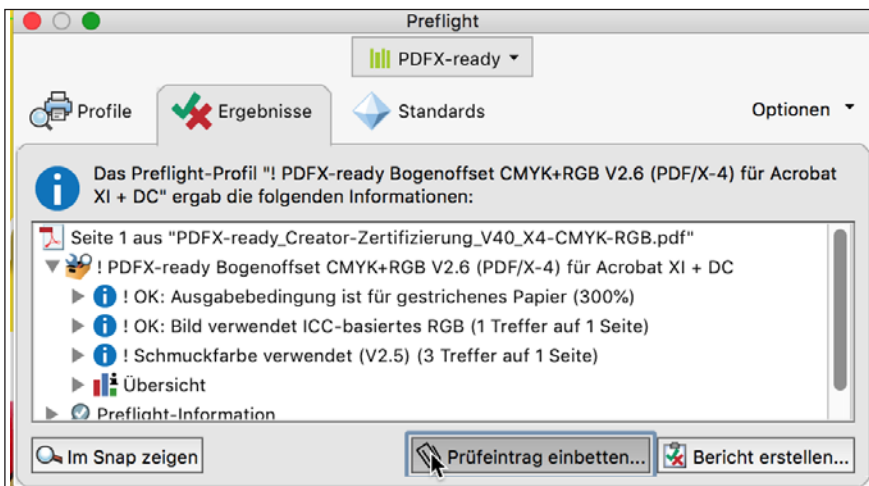 Preflight
PDFX-ready
Profile
Ergebnisse
Standards
Optionen
Das Preflight-Profil "! PDFX-ready Bogenoffset CMYK+RGB V2.6 (PDF/X-4) für Acrobat
XI + DC" ergab die folgenden Informationen:
Seite 1 aus "PDFX-ready_Creator-Zertifizierung_V40_X4-CMYK-RGB.pdf"
! PDFX-ready Bogenoffset CMYK+RGB V2.6 (PDF/X-4) für Acrobat XI + DC
! OK: Ausgabebedingung ist für gestrichenes Papier (300%)
! OK: Bild verwendet ICC-basiertes RGB (1 Treffer auf 1 Seite)
! Schmuckfarbe verwendet (V2.5) (3 Treffer auf 1 Seite)
Übersicht
Preflight-Information
Im Snap zeigen
Prüfeintrag einbetten...
Bericht erstellen...